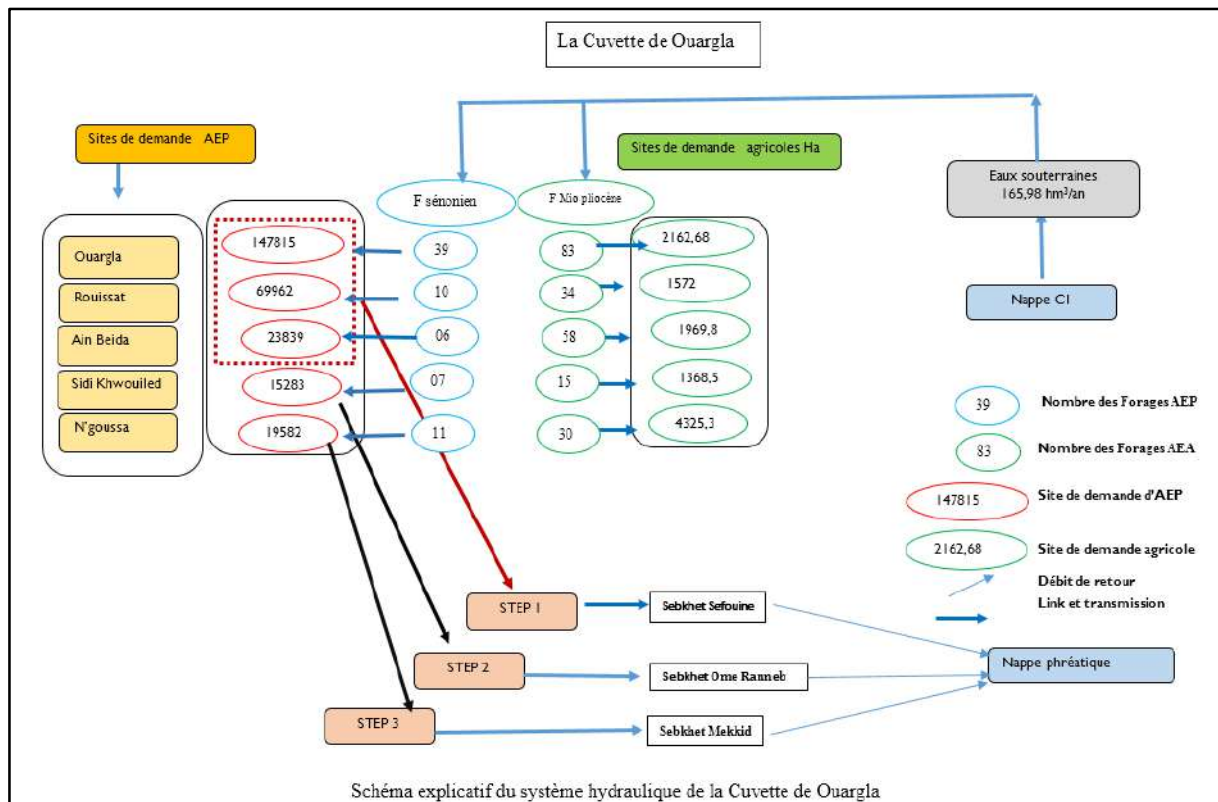 La Cuvette de Ouargla
Sites de demande AEP
Sites de demande agricoles Ha
Eaux souterraines
165,98 hm³/an
F sénonien
F Mio pliocène
Nappe CI
Ouargla
147815
39
83
2162,68
Rouissat
69962
10
34
1572
Ain Beida
23839
06
58
1969,8
Sidi Khwouiled
15283
07
15
1368,5
N'goussa
19582
11
30
4325,3
39
Nombre des Forages AEP
83
Nombre des Forages AEA
147815
Site de demande d'AEP
2162,68
Site de demande agricole
Débit de retour
Link et transmission
STEP 1
Sebkhet Sefouine
STEP 2
Sebkhet Ome Ranneb
Nappe phréatique
STEP 3
Sebkhet Mekkid
Schéma explicatif du système hydraulique de la Cuvette de Ouargla